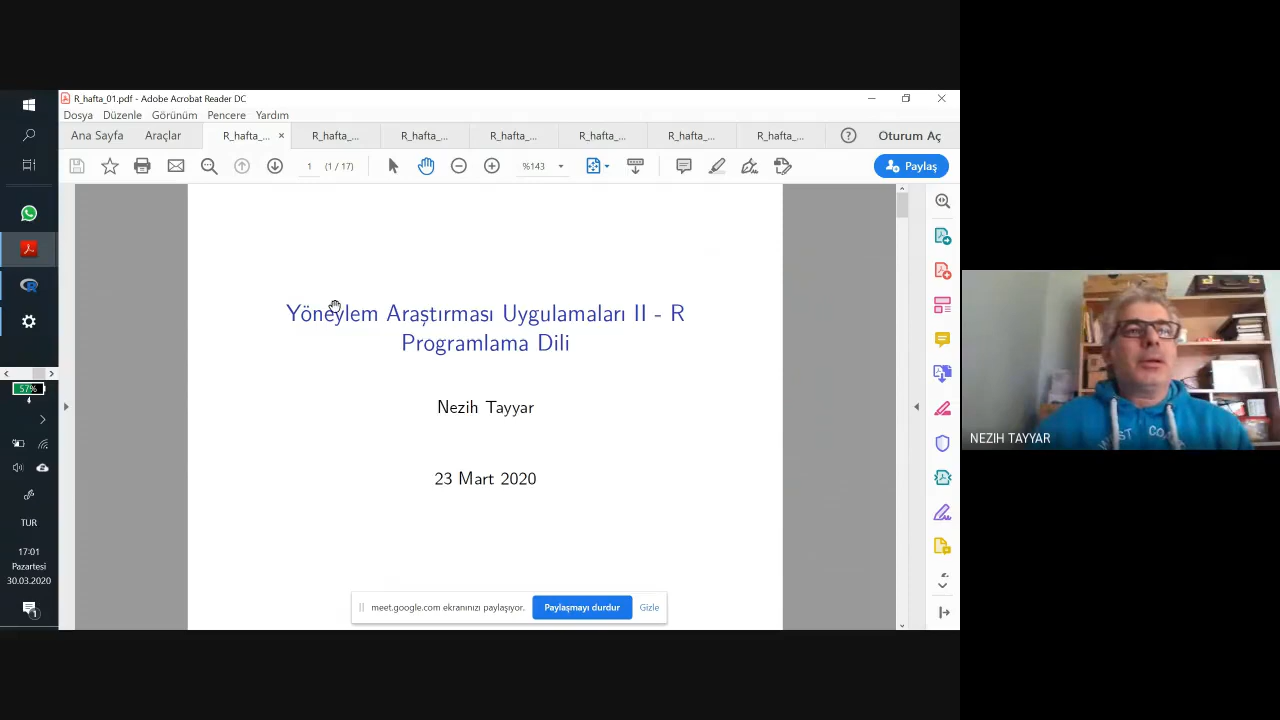 R_hafta_01.pdf - Adobe Acrobat Reader DC
Dosya Düzenle Görünüm Pencere Yardım
Ana Sayfa Araçlar R_hafta_... × R_hafta_... R_hafta_... R_hafta_... R_hafta_... R_hafta_... R_hafta_... Oturum Aç
1 (1 / 17) %143 Paylaş
Yöneylem Araştırması Uygulamaları II - R
Programlama Dili
Nezih Tayyar
23 Mart 2020
meet.google.com ekranınızı paylaşıyor. Paylaşmayı durdur Gizle
57%
TUR
17:01
Pazartesi
30.03.2020
1
NEZIH TAYYAR